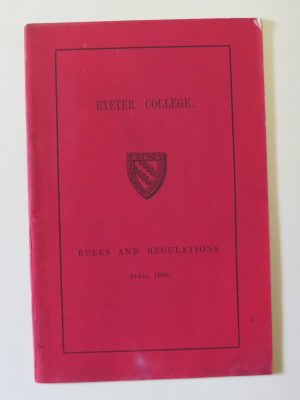 EXETER COLLEGE.
RULES AND REGULATIONS.
APRIL,